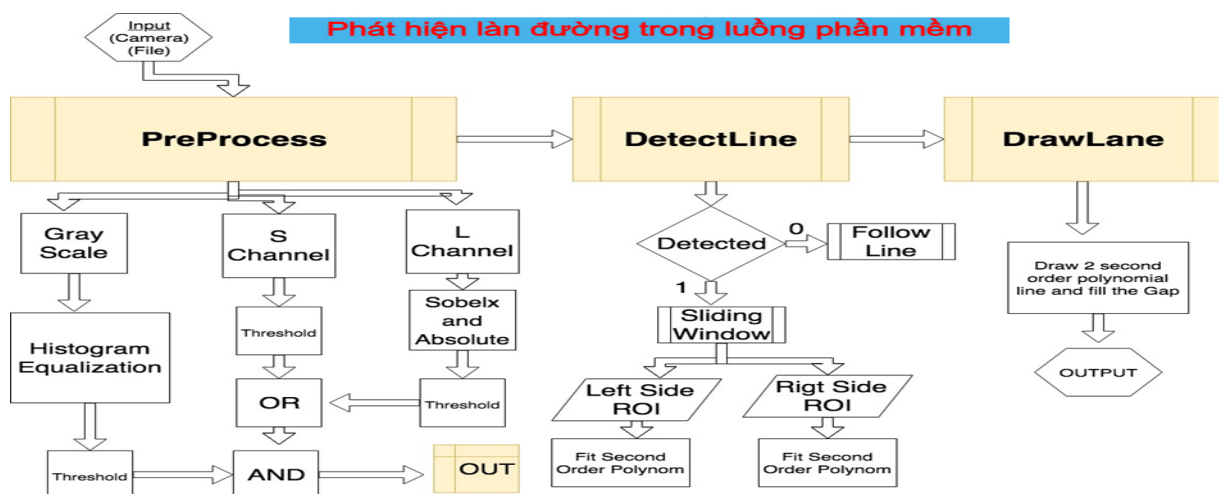 Input
(Camera)
(File)
Phát hiện làn đường trong luồng phần mềm
PreProcess
DetectLine
DrawLane
Gray
Scale
S
Channel
L
Channel
Histogram
Equalization
Threshold
Sobelx
and
Absolute
OR
Threshold
Threshold
AND
OUT
Detected
0
Follow
Line
1
Sliding
Window
Left Side
ROI
Rigt Side
ROI
Fit Second
Order Polynom
Fit Second
Order Polynom
Draw 2 second
order polynomial
line and fill the Gap
OUTPUT